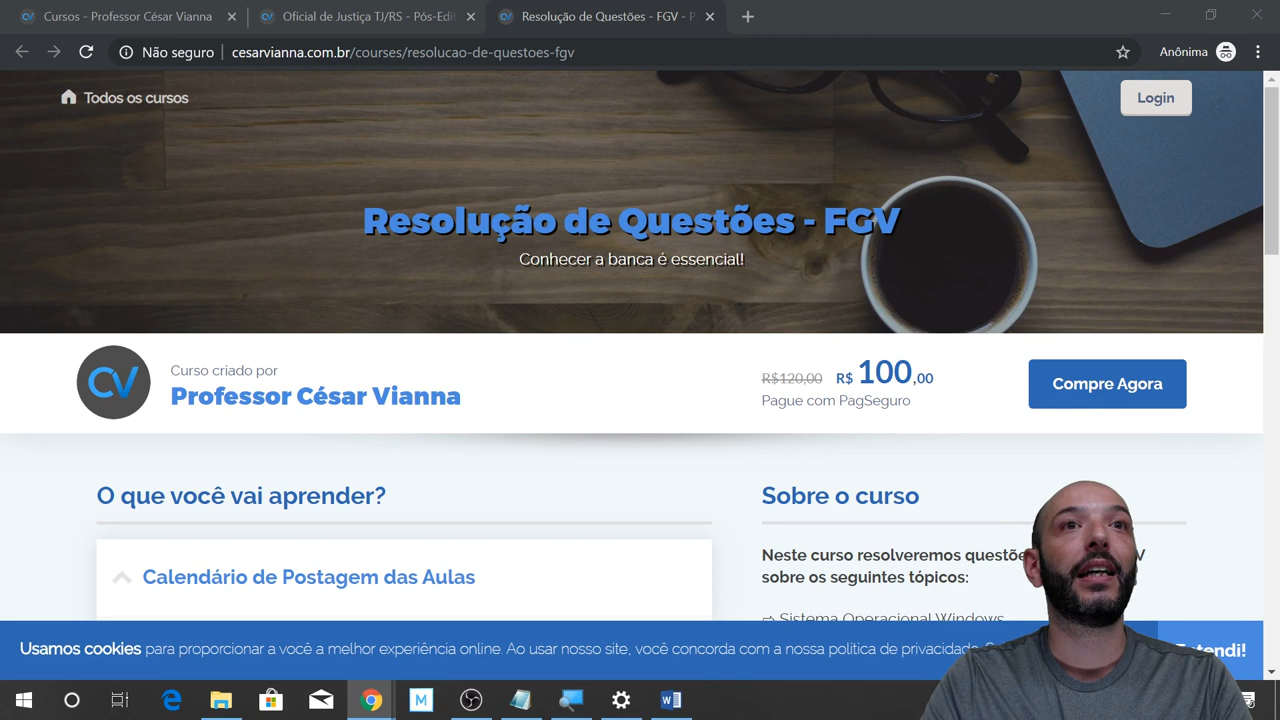 Cursos - Professor César Vianna
Oficial de Justiça TJ/RS - Pós-Edit
Resolução de Questões - FGV - P
Não seguro
cesarvianna.com.br/courses/resolucao-de-questoes-fgv
Anônima
Todos os cursos
Login
Resolução de Questões - FGV
Conhecer a banca é essencial!
CV
Curso criado por
Professor César Vianna
R$120,00 R$ 100,00
Pague com PagSeguro
Compre Agora
O que você vai aprender?
Calendário de Postagem das Aulas
Sobre o curso
Neste curso resolveremos questõe V
sobre os seguintes tópicos:
⇨ Sistema Operacional Windows
Usamos cookies para proporcionar a você a melhor experiência online. Ao usar nosso site, você concorda com a nossa política de privacidade.
ntendi!